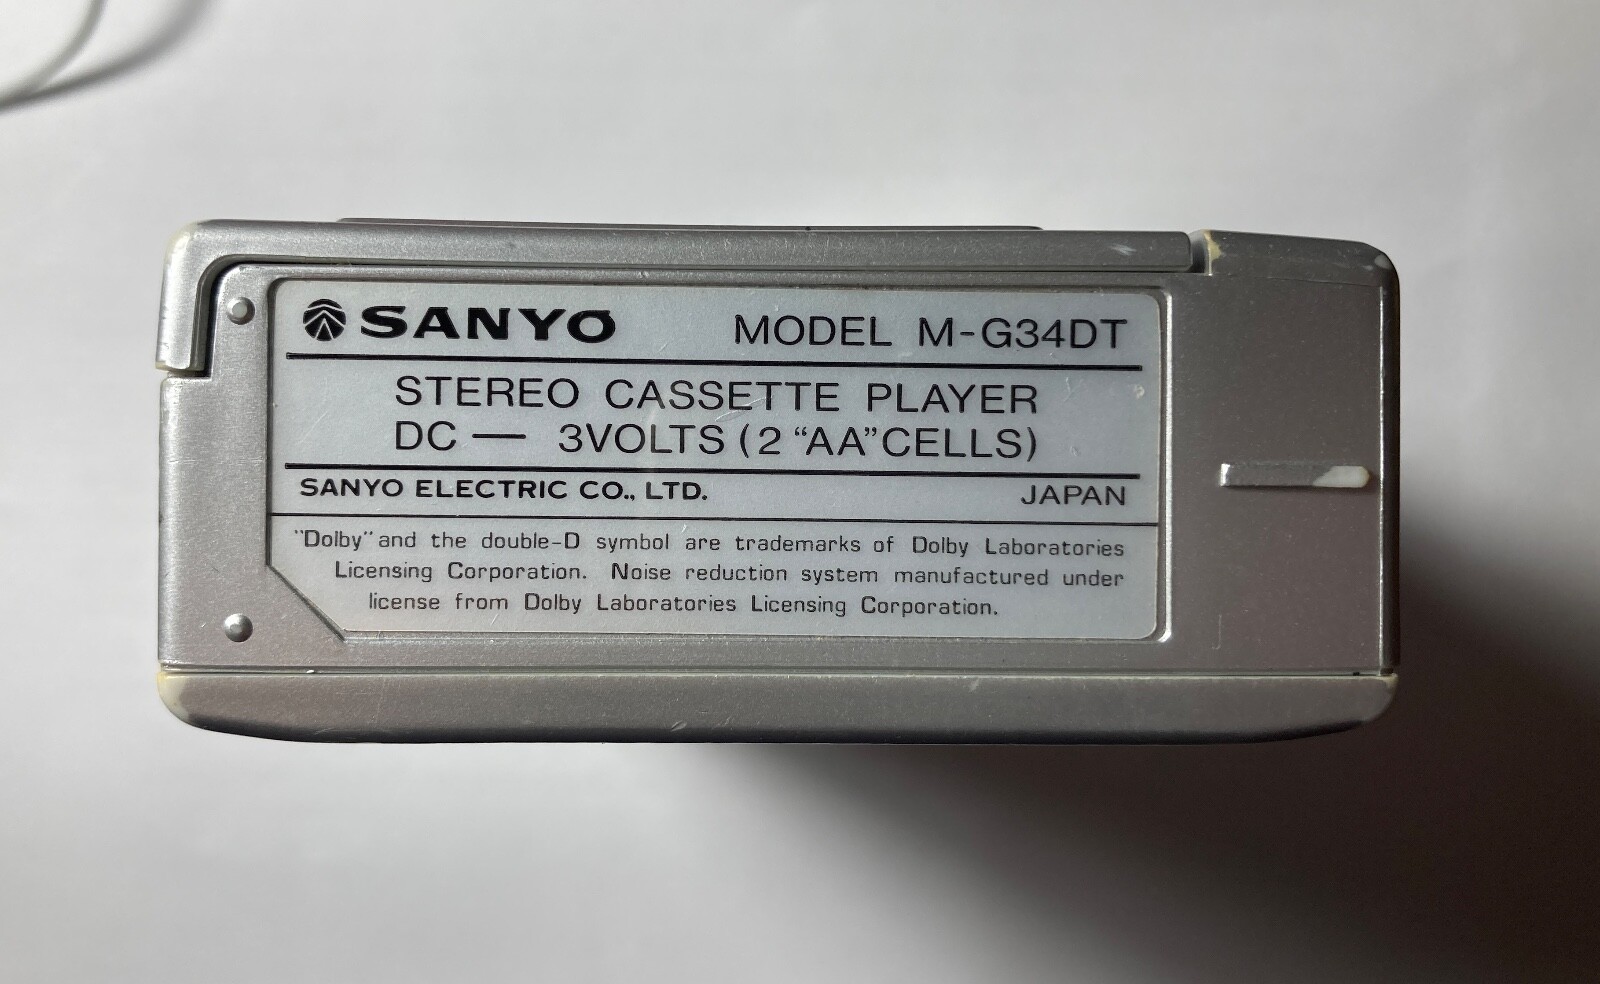 SANYO MODEL M-G34DT
STEREO CASSETTE PLAYER
DC — 3VOLTS (2 “AA” CELLS)
SANYO ELECTRIC CO., LTD. JAPAN
"Dolby" and the double-D symbol are trademarks of Dolby Laboratories
Licensing Corporation. Noise reduction system manufactured under
license from Dolby Laboratories Licensing Corporation.